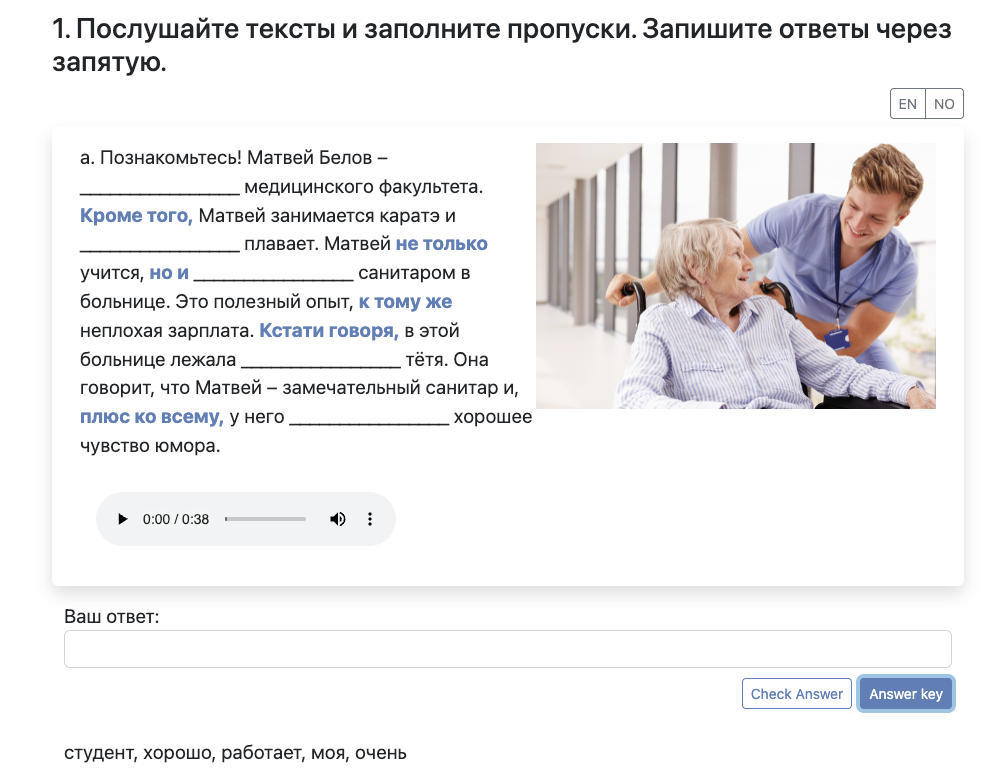 1. Послушайте тексты и заполните пропуски. Запишите ответы через
запятую.
EN NO
a. Познакомьтесь! Матвей Белов –
________________ медицинского факультета.
Кроме того, Матвей занимается каратэ и
________________ плавает. Матвей не только
учится, но и ________________ санитаром в
больнице. Это полезный опыт, к тому же
неплохая зарплата. Кстати говоря, в этой
больнице лежала ________________ тётя. Она
говорит, что Матвей – замечательный санитар и,
плюс ко всему, у него ________________ хорошее
чувство юмора.
0:00 / 0:38
Ваш ответ:
Check Answer Answer key
студент, хорошо, работает, моя, очень